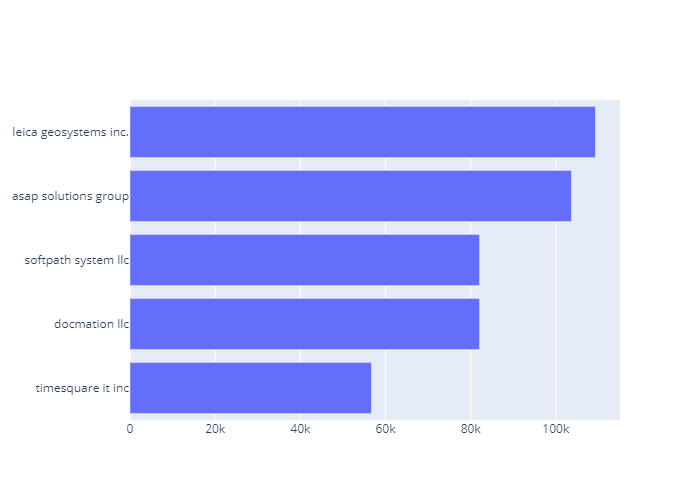 leica geosystems inc.
asap solutions group
softpath system llc
docmation llc
timesquare it inc
0 20k 40k 60k 80k 100k